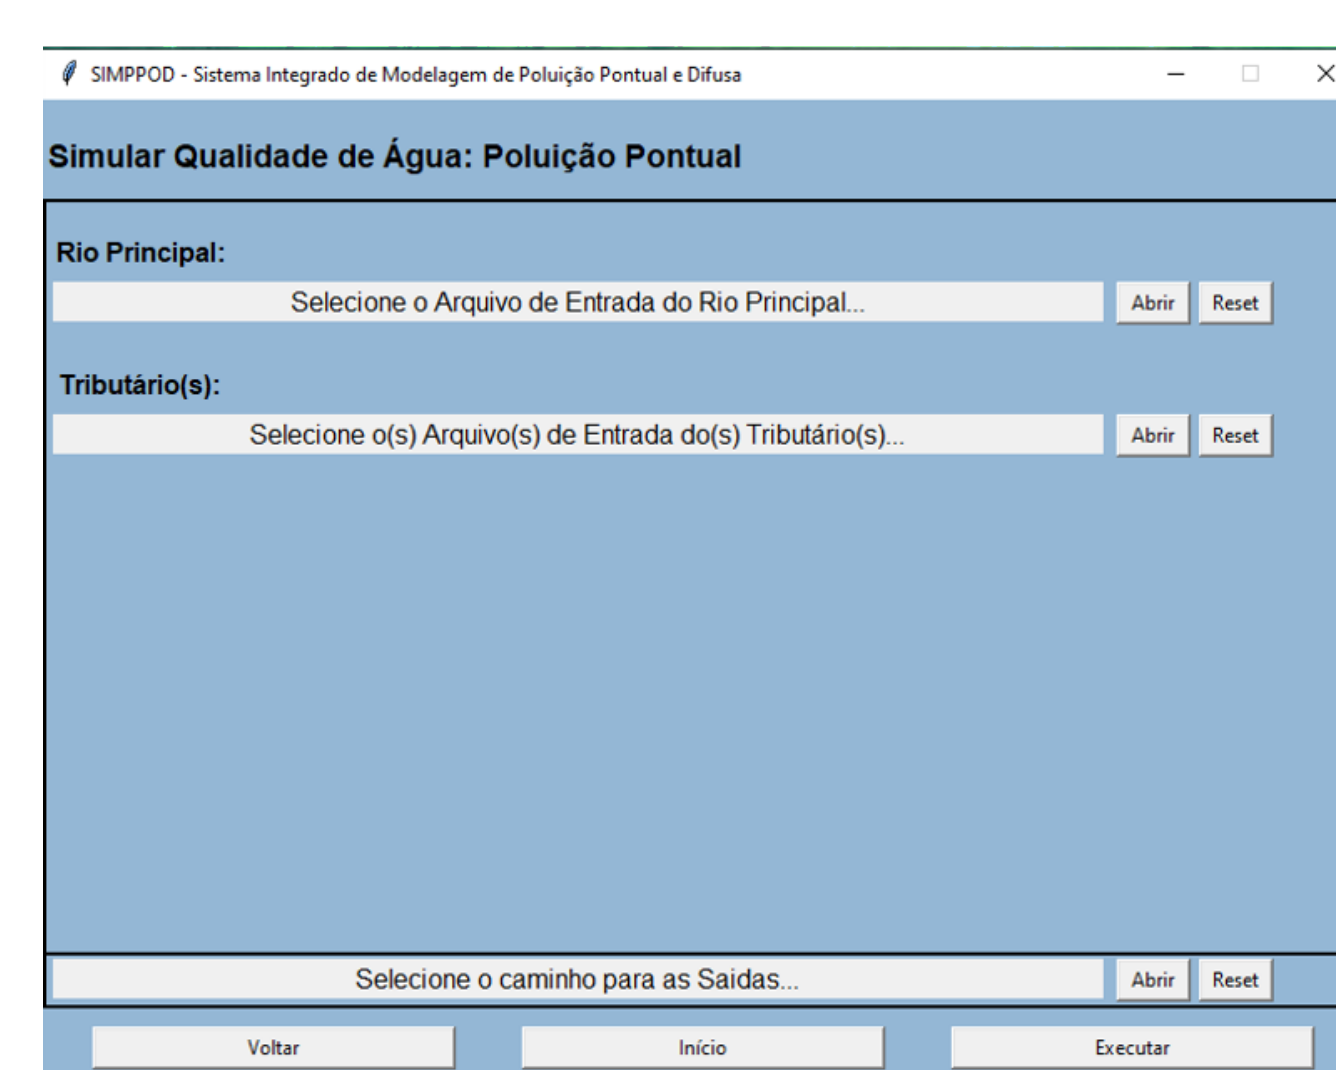 SIMPPOD - Sistema Integrado de Modelagem de Poluição Pontual e Difusa
Simular Qualidade de Água: Poluição Pontual
Rio Principal:
Selecione o Arquivo de Entrada do Rio Principal... Abrir Reset
Tributário(s):
Selecione o(s) Arquivo(s) de Entrada do(s) Tributário(s)... Abrir Reset
Selecione o caminho para as Saidas... Abrir Reset
Voltar Início Executar